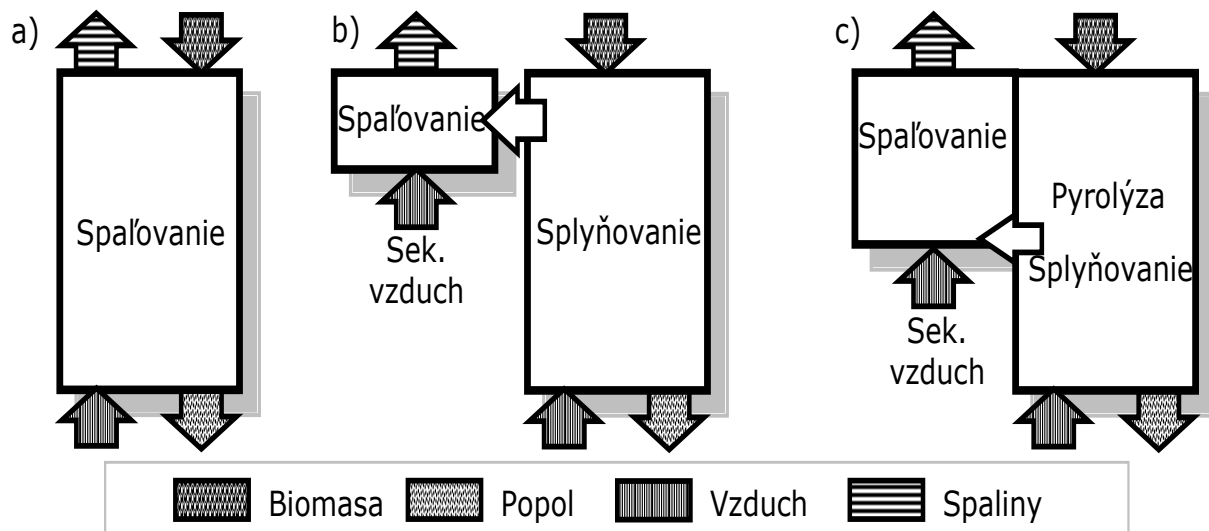 a)
Spaľovanie
b)
Spaľovanie
Sek.
vzduch
Splyňovanie
c)
Spaľovanie
Sek.
vzduch
Pyrolýza
Splyňovanie
Biomasa Popol Vzduch Spaliny